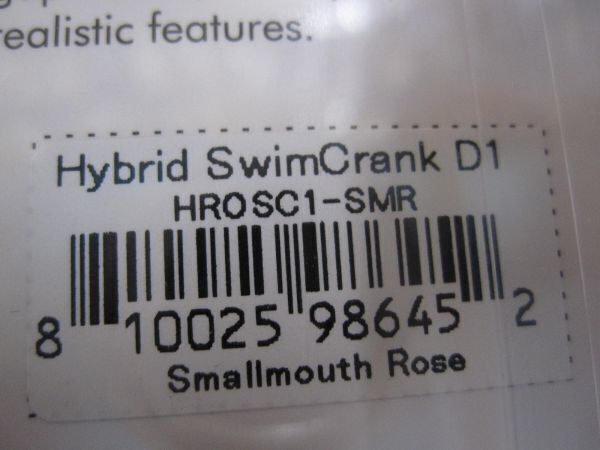 realistic features.
Hybrid SwimCrank D1
HROSC1-SMR
8 10025 98645 2
Smallmouth Rose